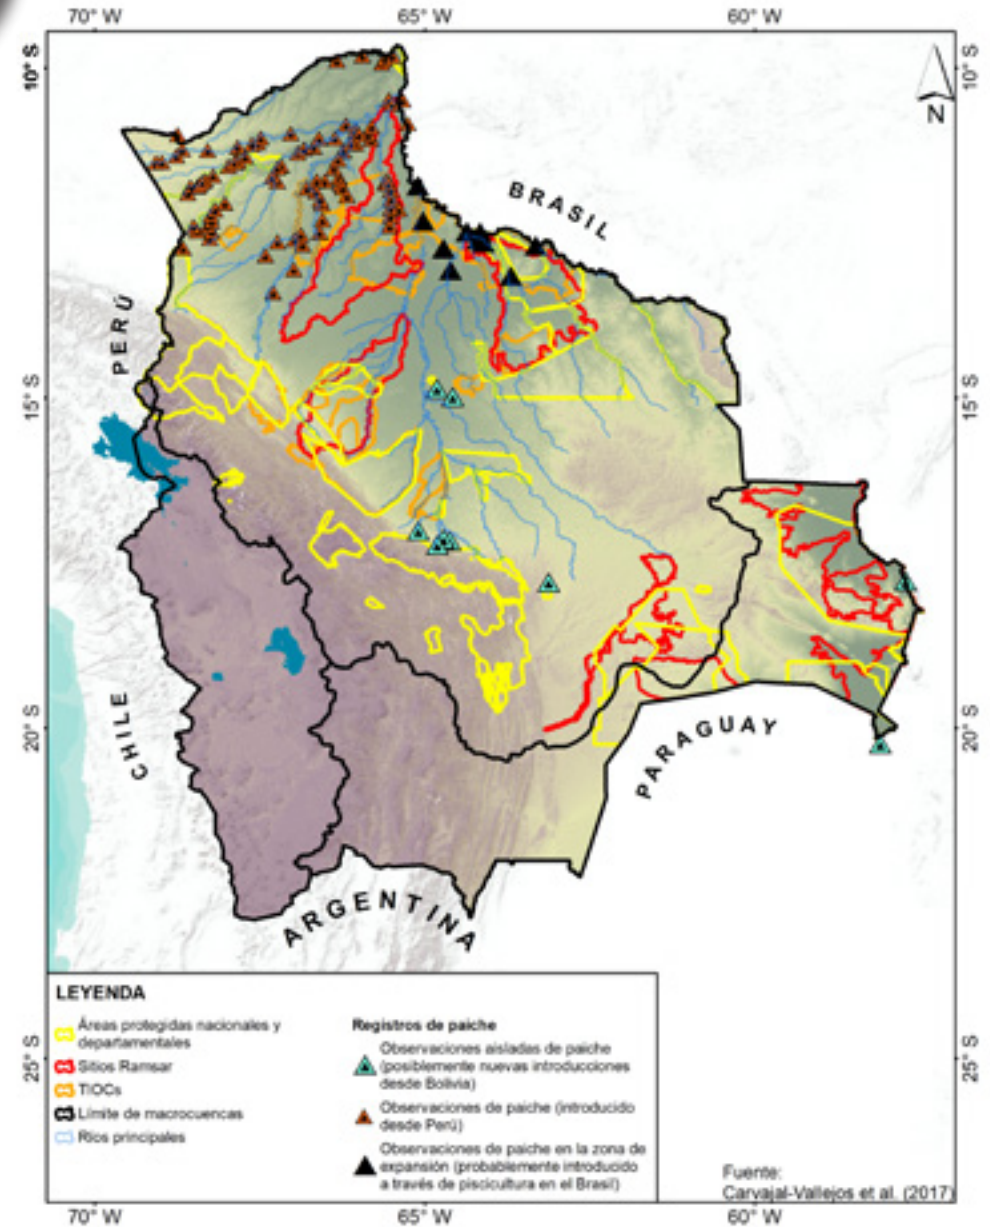 70° W 65° W 60° W
10° S 10° S
N
BRASIL
PERÚ
15° S 15° S
CHILE
20° S 20° S
PARAGUAY
ARGENTINA
LEYENDA
Áreas protegidas nacionales y
departamentales
Sitios Ramsar
TIOCs
Límite de macrocuencas
Ríos principales
Registros de paiche
Observaciones aisladas de paiche
(posiblemente nuevas introducciones
desde Bolivia)
Observaciones de paiche (introducido
desde Perú)
Observaciones de paiche en la zona de
expansión (probablemente introducido
a través de piscicultura en el Brasil)
25° S 25° S
Fuente:
Carvajal-Vallejos et al. (2017)
70° W 65° W 60° W